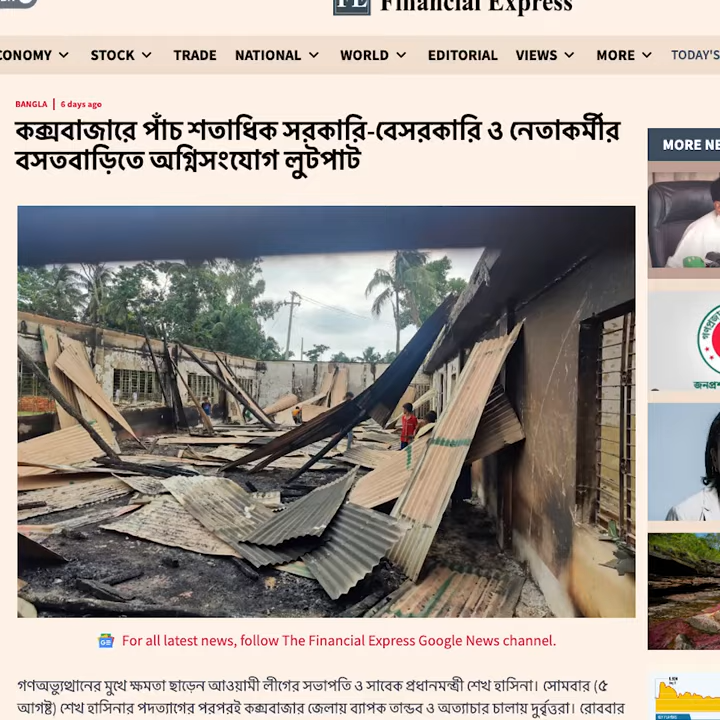 Financial Express
ECONOMY STOCK TRADE NATIONAL WORLD EDITORIAL VIEWS MORE TODAY'S
BANGLA | 6 days ago
কক্সবাজারে পাঁচ শতাধিক সরকারি-বেসরকারি ও নেতাকর্মীর
বসতবাড়িতে অগ্নিসংযোগ লুটপাট
MORE NE
For all latest news, follow The Financial Express Google News channel.
গণঅভ্যুত্থানের মুখে ক্ষমতা ছাড়েন আওয়ামী লীগের সভাপতি ও সাবেক প্রধানমন্ত্রী শেখ হাসিনা। সোমবার (৫
আগষ্ট) শেখ হাসিনার পদত্যাগের পরপরই কক্সবাজার জেলায় ব্যাপক তান্ডব ও অত্যাচার চালায় দুর্বৃত্তরা। রোববার